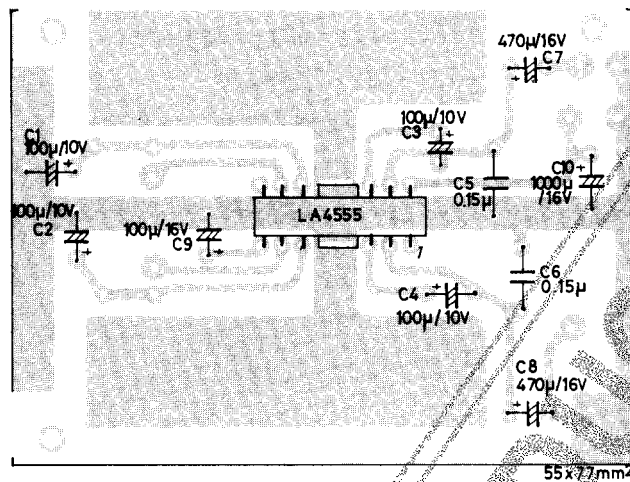 470µ/16V
C7
100µ/10V
C3
C1
100µ/10V
C5
0.15µ
C10
1000µ
/16V
LA4555
100µ/10V
C2
100µ/16V
C9
7
C6
0.15µ
C4
100µ/10V
C8
470µ/16V
55x77mm²